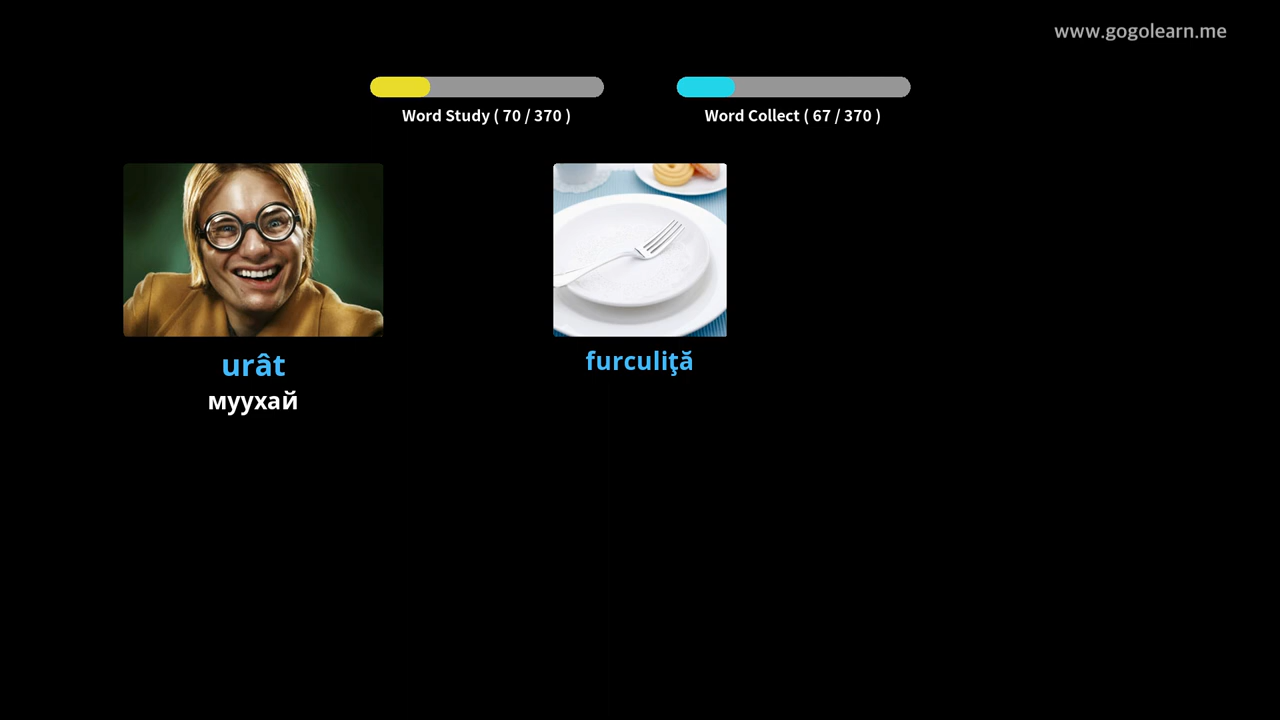 www.gogolearn.me
Word Study ( 70 / 370 )
Word Collect ( 67 / 370 )
urât
муухай
furculiţă